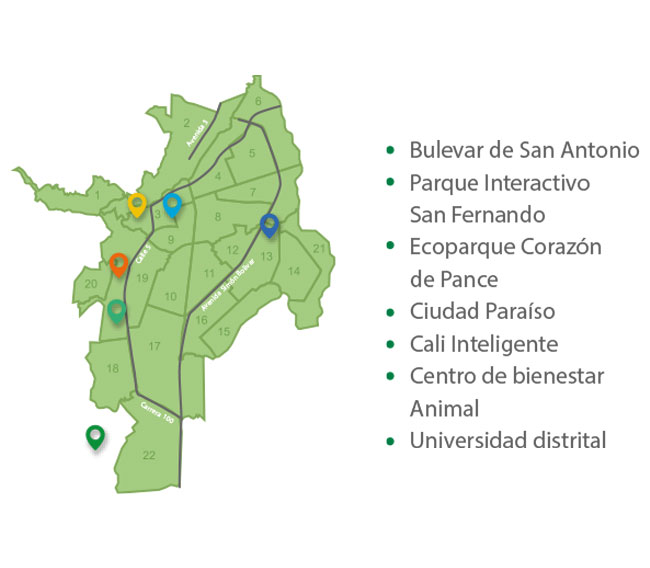 6
2
Avenida 3
5
4
7
1
3
8
9
Calle 5
12
21
13
14
20
19
10
11
Avenida Simón Bolívar
16
15
17
18
Carrera 100
22
Bulevar de San Antonio
Parque Interactivo
San Fernando
Ecoparque Corazón
de Pance
Ciudad Paraíso
Cali Inteligente
Centro de bienestar
Animal
Universidad distrital